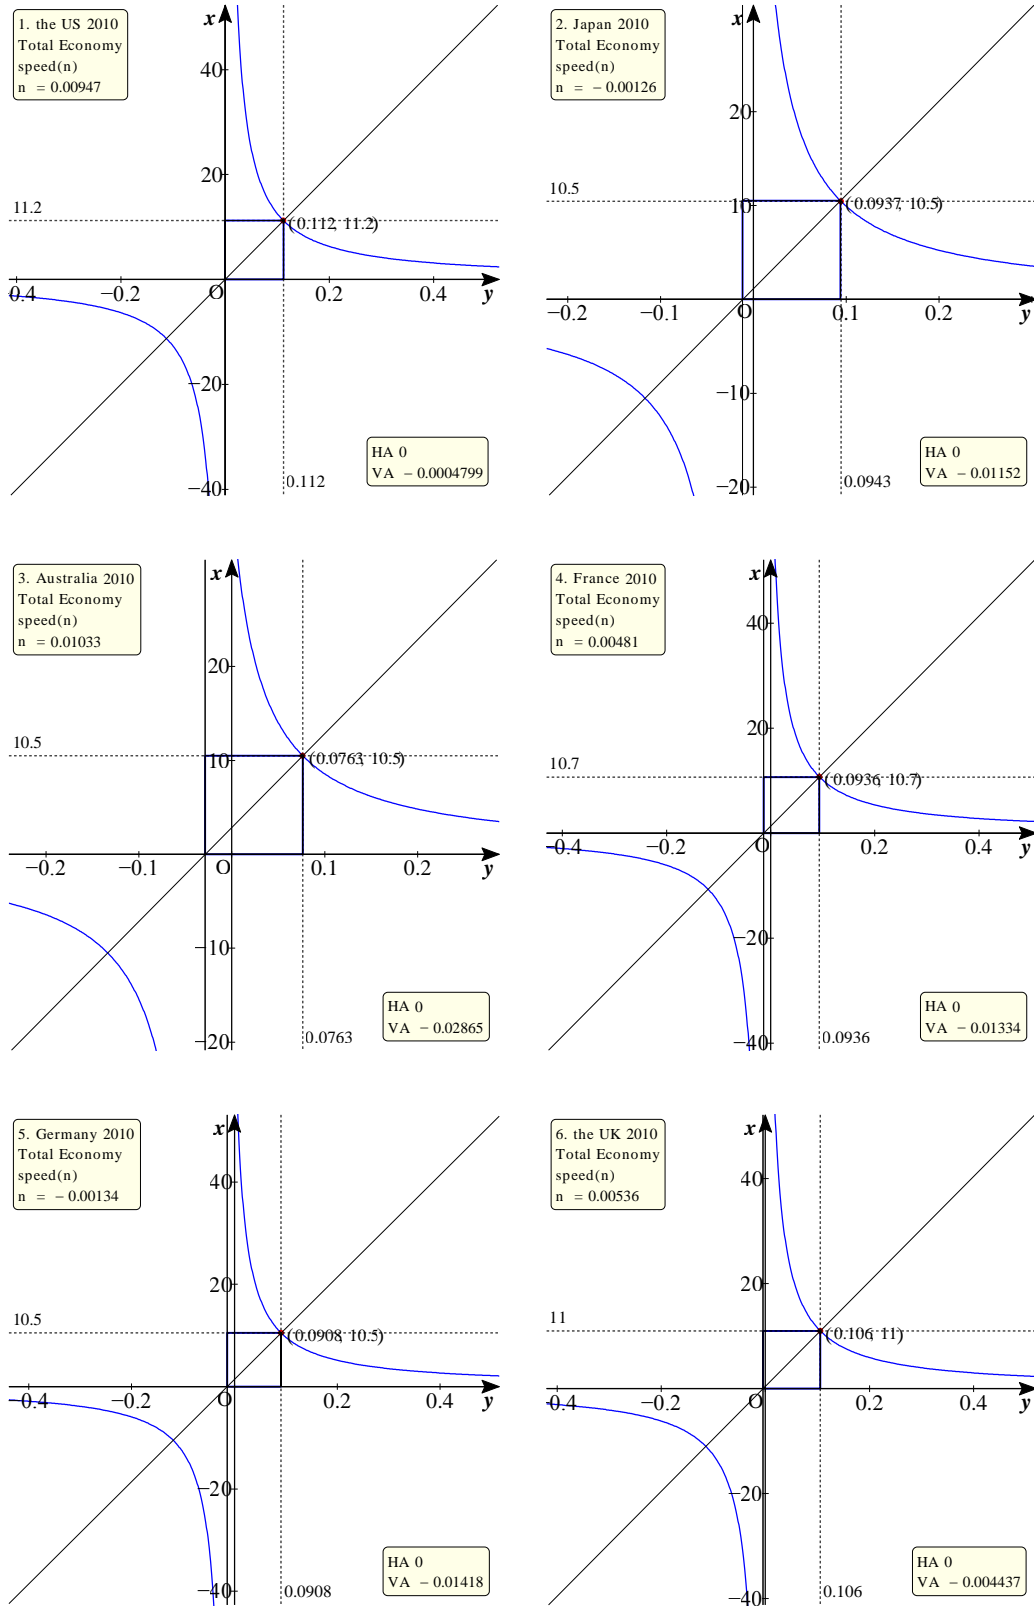 1. the US 2010
Total Economy
speed(n)
n = 0.00947
x
40
20
11.2
(0.112, 11.2)
0.4
−0.2
O
0.2
0.4
y
−20
−40
0.112
HA 0
VA − 0.0004799
2. Japan 2010
Total Economy
speed(n)
n = − 0.00126
x
20
10.5
10
(0.0937, 10.5)
−0.2
−0.1
O
0.1
0.2
y
−10
−20
0.0943
HA 0
VA − 0.01152
3. Australia 2010
Total Economy
speed(n)
n = 0.01033
x
20
10.5
10
(0.0763, 10.5)
−0.2
−0.1
O
0.1
0.2
y
−10
−20
0.0763
HA 0
VA − 0.02865
4. France 2010
Total Economy
speed(n)
n = 0.00481
x
40
20
10.7
(0.0936, 10.7)
−0.4
−0.2
O
0.2
0.4
y
−20
−40
0.0936
HA 0
VA − 0.01334
5. Germany 2010
Total Economy
speed(n)
n = − 0.00134
x
40
20
10.5
(0.0908, 10.5)
−0.4
−0.2
O
0.2
0.4
y
−20
−40
0.0908
HA 0
VA − 0.01418
6. the UK 2010
Total Economy
speed(n)
n = 0.00536
x
40
20
11
(0.106, 11)
−0.4
−0.2
O
0.2
0.4
y
−20
−40
0.106
HA 0
VA − 0.004437